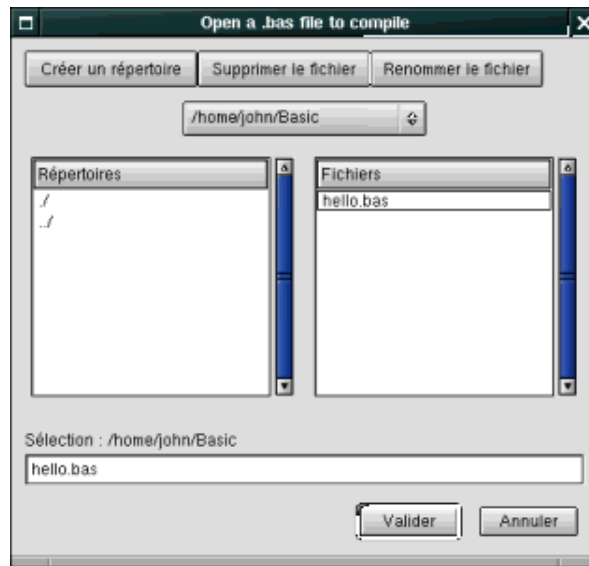 Open a .bas file to compile
Créer un répertoire Supprimer le fichier Renommer le fichier
/home/john/Basic
Répertoires
./
../
Fichiers
hello.bas
Sélection : /home/john/Basic
hello.bas
Valider Annuler